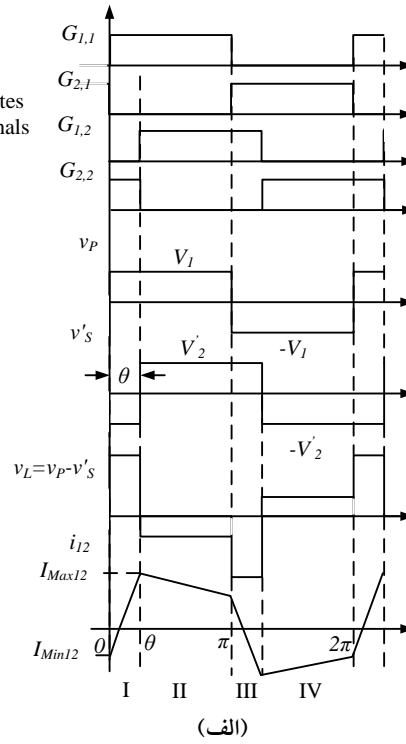 G1,1
G2,1
tes
nals
G1,2
G2,2
vP
V1
v'S
V'2
-V1
θ
-V'2
vL=vP-v'S
i12
IMax12
0
θ
π
2π
IMin12
I
II
III
IV
(الف)